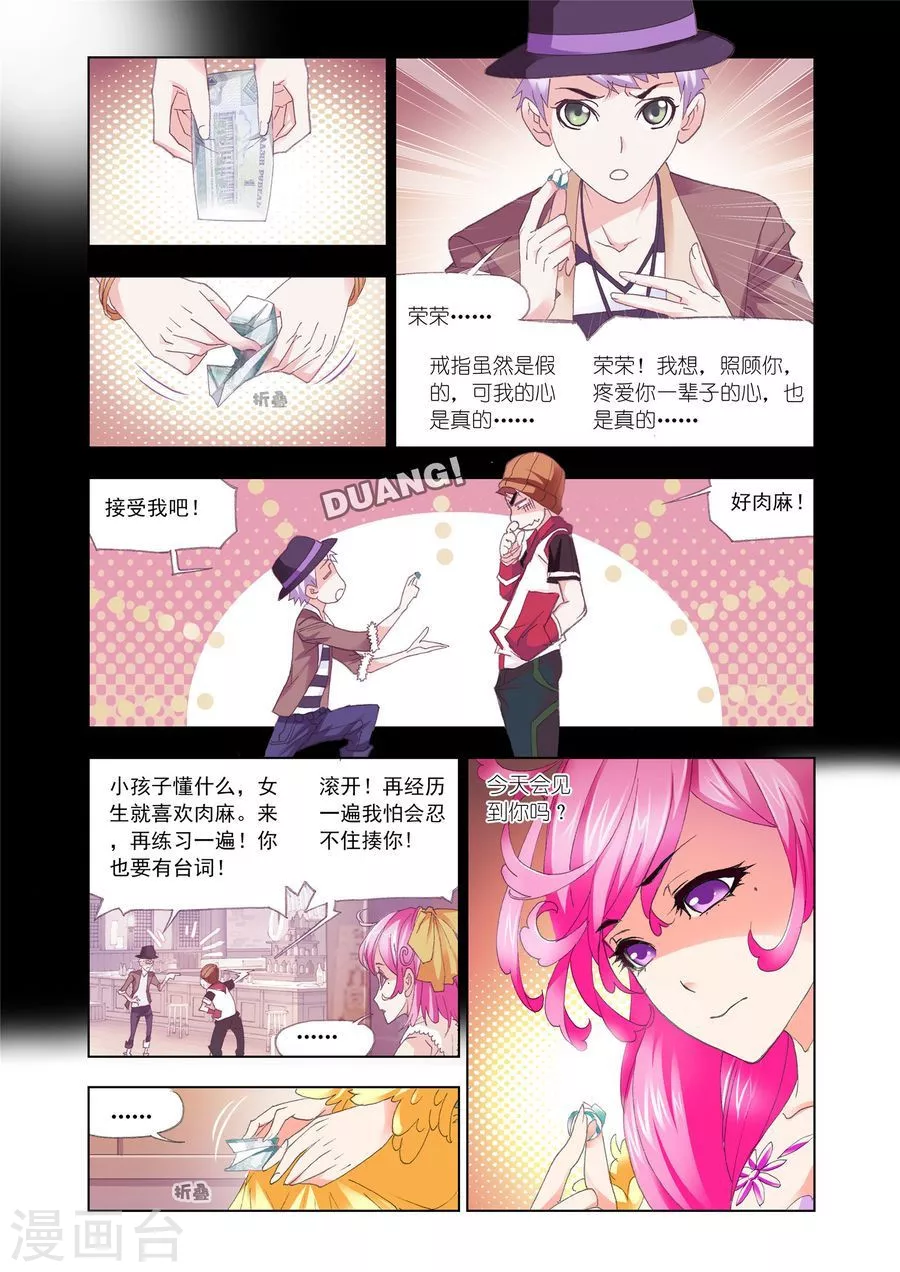 荣荣······
戒指虽然是假
的，可我的心
是真的······
荣荣！我想，照顾你，
疼爱你一辈子的心，也
是真的······
折叠
接受我吧！
DUANG!
好肉麻！
小孩子懂什么，女
生就喜欢肉麻。来
，再练习一遍！你
也要有台词！
滚开！再经历
一遍我怕会忍
不住揍你！
······
今天会见
到你吗？
······
折叠
漫画台